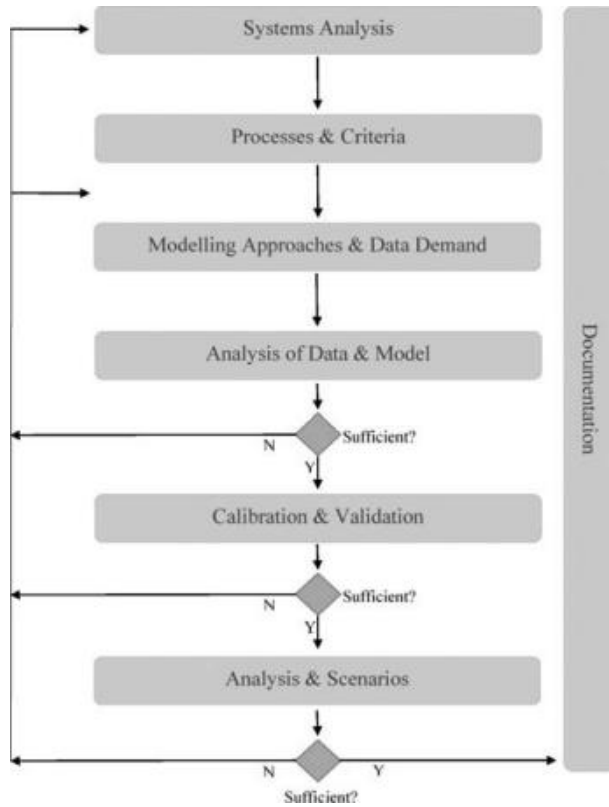 Systems Analysis
Processes & Criteria
Modelling Approaches & Data Demand
Analysis of Data & Model
N
Sufficient?
Y
Calibration & Validation
N
Sufficient?
Y
Analysis & Scenarios
N
Y
Sufficient?
Documentation